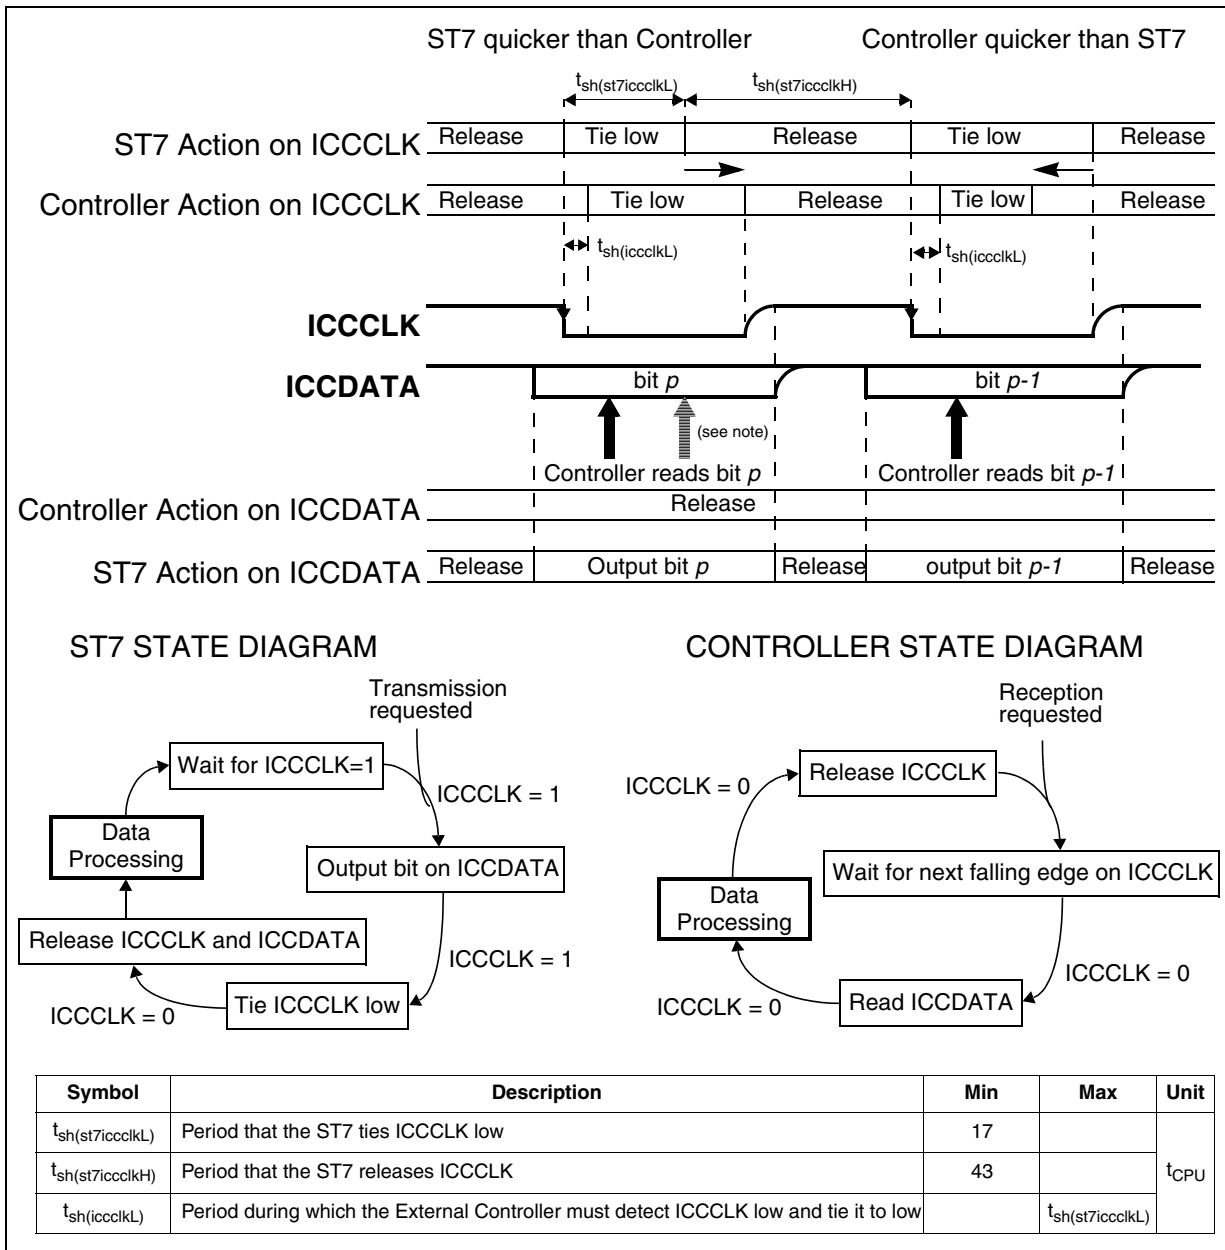 ST7 quicker than Controller
Controller quicker than ST7
tsh(st7iccclkL)
tsh(st7iccclkH)
ST7 Action on ICCCLK
Release
Tie low
Release
Tie low
Release
Controller Action on ICCCLK
Release
Tie low
Release
Tie low
Release
tsh(iccclkL)
tsh(iccclkL)
ICCCLK
ICCDATA
bit p
bit p-1
(see note)
Controller reads bit p
Controller reads bit p-1
Controller Action on ICCDATA
Release
ST7 Action on ICCDATA
Release
Output bit p
Release
output bit p-1
Release
ST7 STATE DIAGRAM
Transmission
requested
Wait for ICCCLK=1
ICCCLK = 1
Data
Processing
Output bit on ICCDATA
Release ICCCLK and ICCDATA
ICCCLK = 1
Tie ICCCLK low
ICCCLK = 0
CONTROLLER STATE DIAGRAM
Reception
requested
Release ICCCLK
ICCCLK = 0
Wait for next falling edge on ICCCLK
Data
Processing
ICCCLK = 0
ICCCLK = 0
Read ICCDATA
Symbol Description Min Max Unit
tsh(st7iccclkL) Period that the ST7 ties ICCCLK low 17
tsh(st7iccclkH) Period that the ST7 releases ICCCLK 43 tCPU
tsh(iccclkL) Period during which the External Controller must detect ICCCLK low and tie it to low tsh(st7iccclkL)